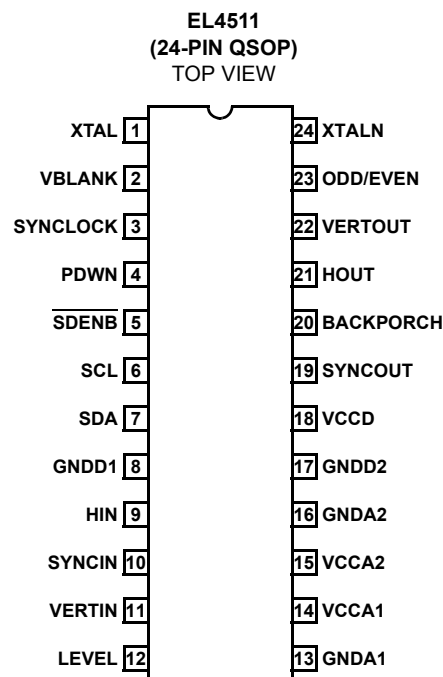 EL4511
(24-PIN QSOP)
TOP VIEW
XTAL 1
24 XTALN
VBLANK 2
23 ODD/EVEN
SYNCLOCK 3
22 VERTOUT
PDWN 4
21 HOUT
SDENB 5
20 BACKPORCH
SCL 6
19 SYNCOUT
SDA 7
18 VCCD
GNDD1 8
17 GNDD2
HIN 9
16 GNDA2
SYNCIN 10
15 VCCA2
VERTIN 11
14 VCCA1
LEVEL 12
13 GNDA1